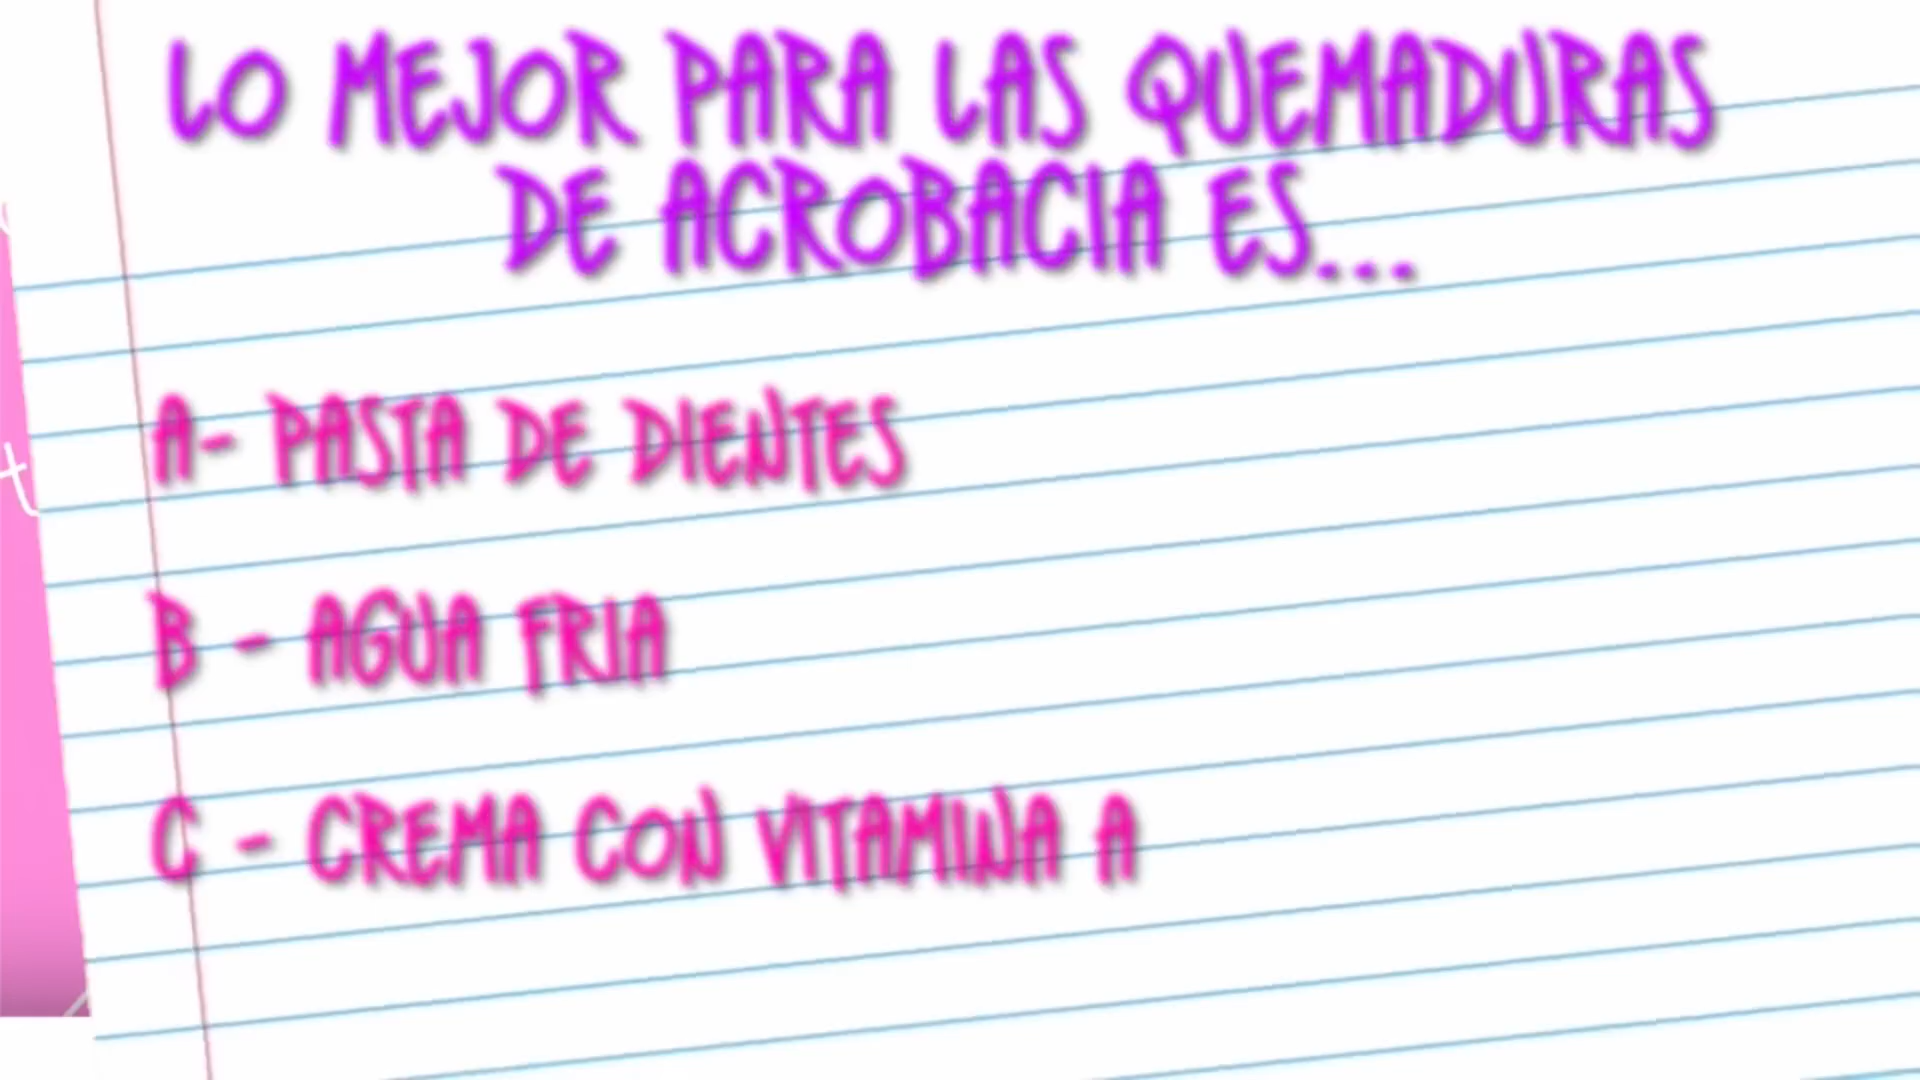 LO MEJOR PARA LAS QUEMADURAS
DE ACROBACIA ES...
A- PASTA DE DIENTES
B - AGUA FRIA
C - CREMA CON VITAMINA A